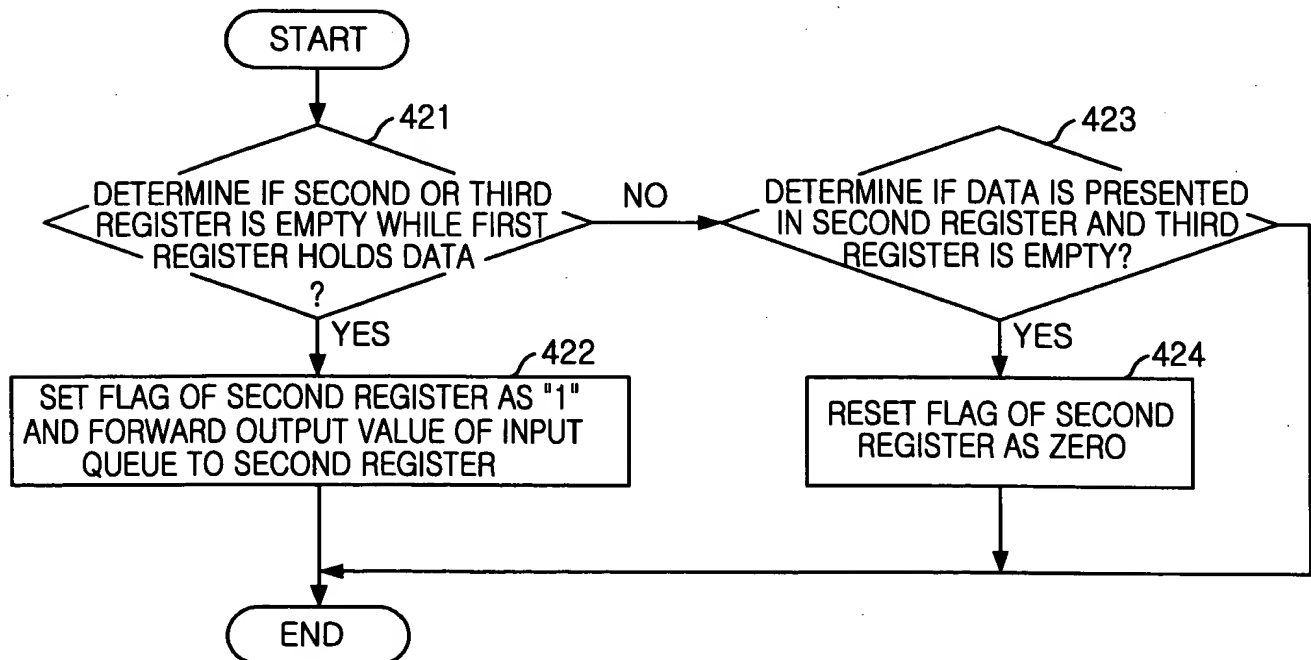 START
421
DETERMINE IF SECOND OR THIRD
REGISTER IS EMPTY WHILE FIRST
REGISTER HOLDS DATA
?
NO
423
DETERMINE IF DATA IS PRESENTED
IN SECOND REGISTER AND THIRD
REGISTER IS EMPTY?
YES
422
SET FLAG OF SECOND REGISTER AS "1"
AND FORWARD OUTPUT VALUE OF INPUT
QUEUE TO SECOND REGISTER
YES
424
RESET FLAG OF SECOND
REGISTER AS ZERO
END